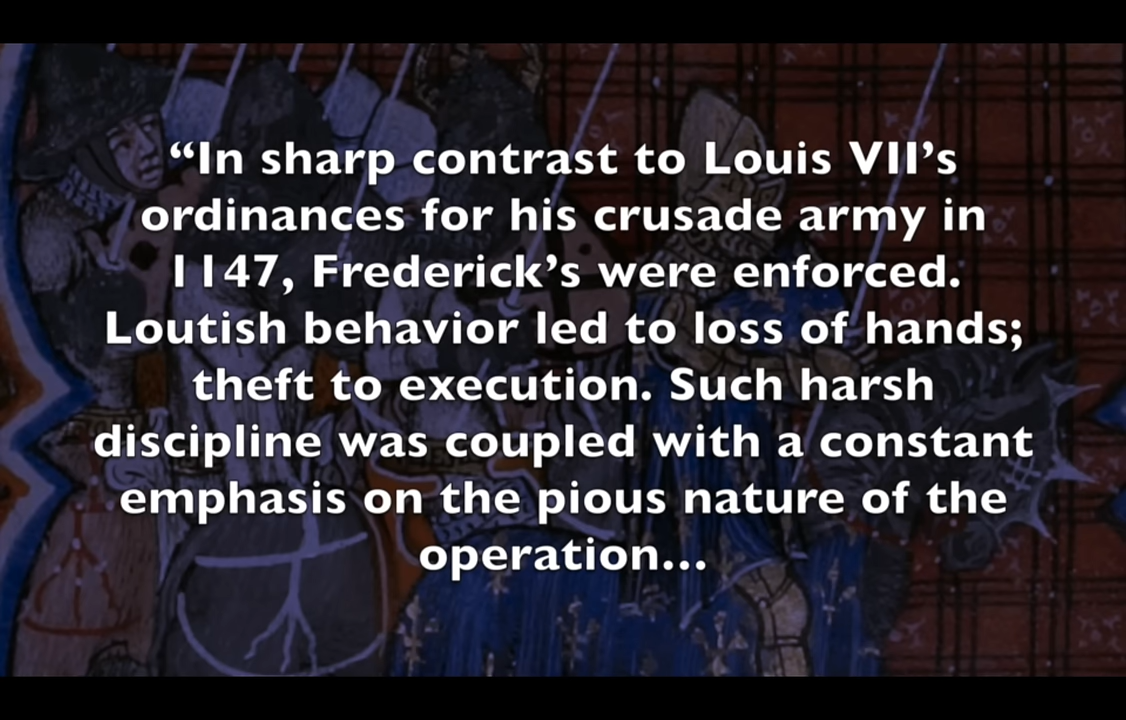 “In sharp contrast to Louis VII’s
ordinances for his crusade army in
1147, Frederick’s were enforced.
Loutish behavior led to loss of hands;
theft to execution. Such harsh
discipline was coupled with a constant
emphasis on the pious nature of the
operation...